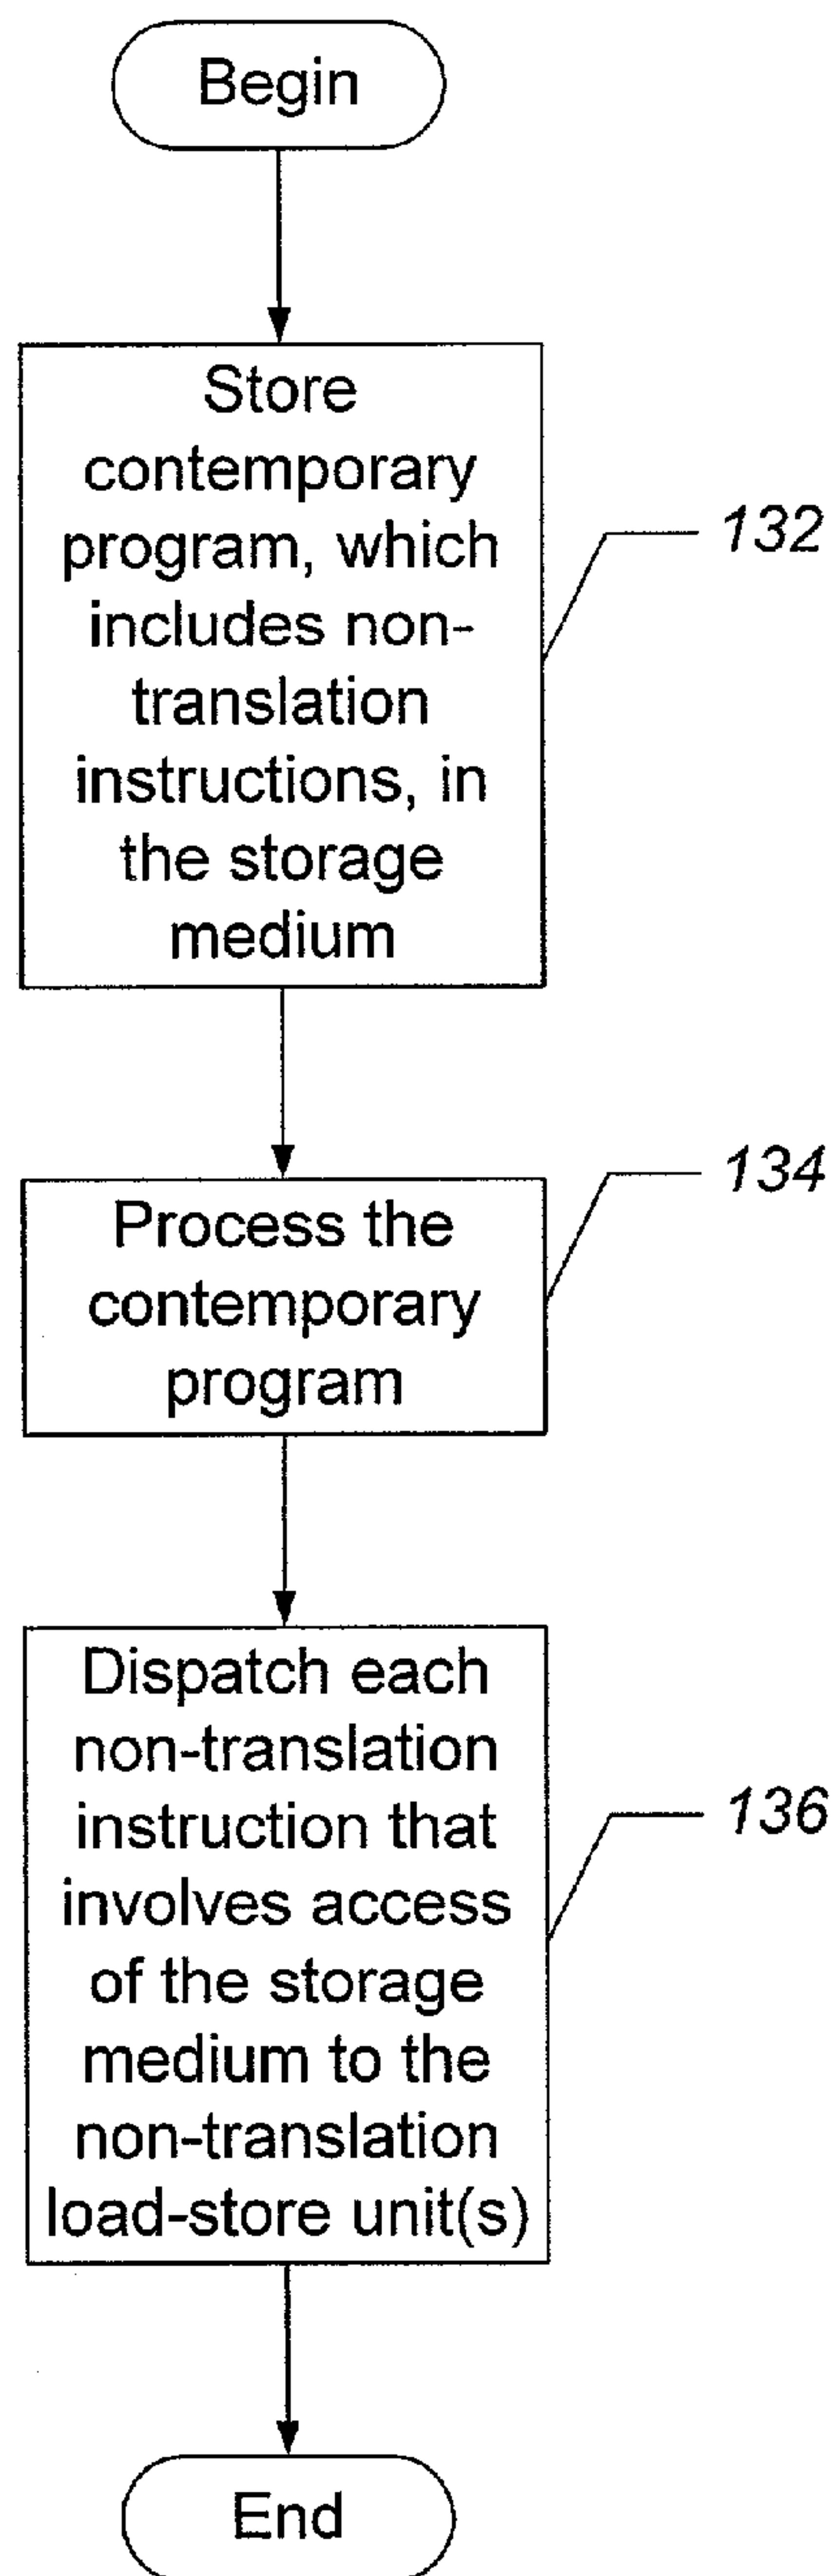 Begin
Store
contemporary
program, which
includes non-
translation
instructions, in
the storage
medium
132
Process the
contemporary
program
134
Dispatch each
non-translation
instruction that
involves access
of the storage
medium to the
non-translation
load-store unit(s)
136
End